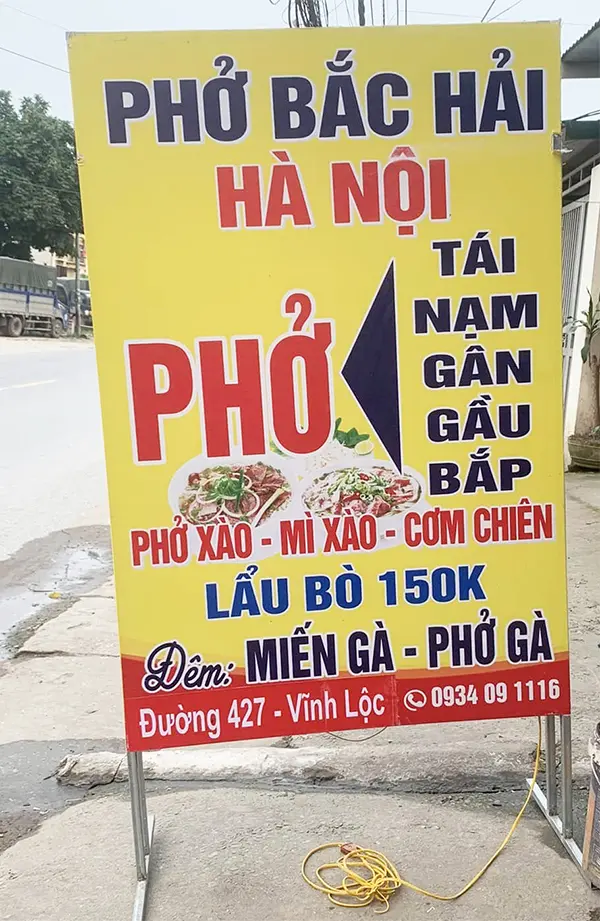 PHỞ BẮC HẢI
HÀ NỘI
PHỞ
TÁI
NẠM
GÂN
GẦU
BẮP
PHỞ XÀO - MÌ XÀO - CƠM CHIÊN
LẨU BÒ 150K
Đêm: MIẾN GÀ - PHỞ GÀ
Đường 427 - Vĩnh Lộc 0934 09 1116